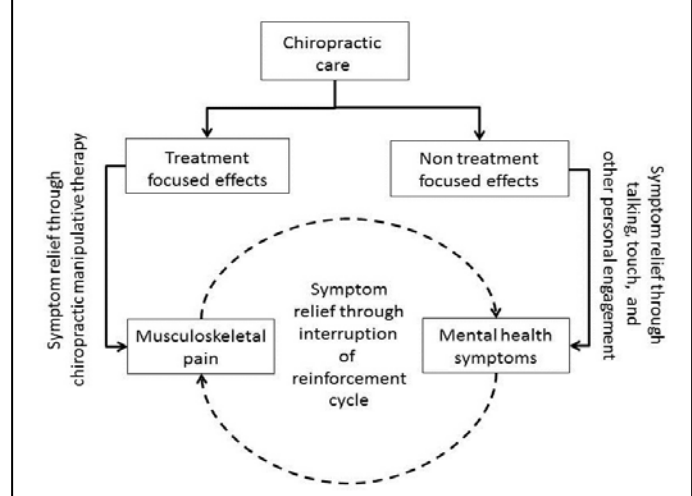 Chiropractic
care
Treatment
focused effects
Non treatment
focused effects
Symptom relief through
chiropractic manipulative therapy
Symptom relief through
talking, touch, and
other personal engagement
Symptom
relief through
interruption
of
reinforcement
cycle
Musculoskeletal
pain
Mental health
symptoms